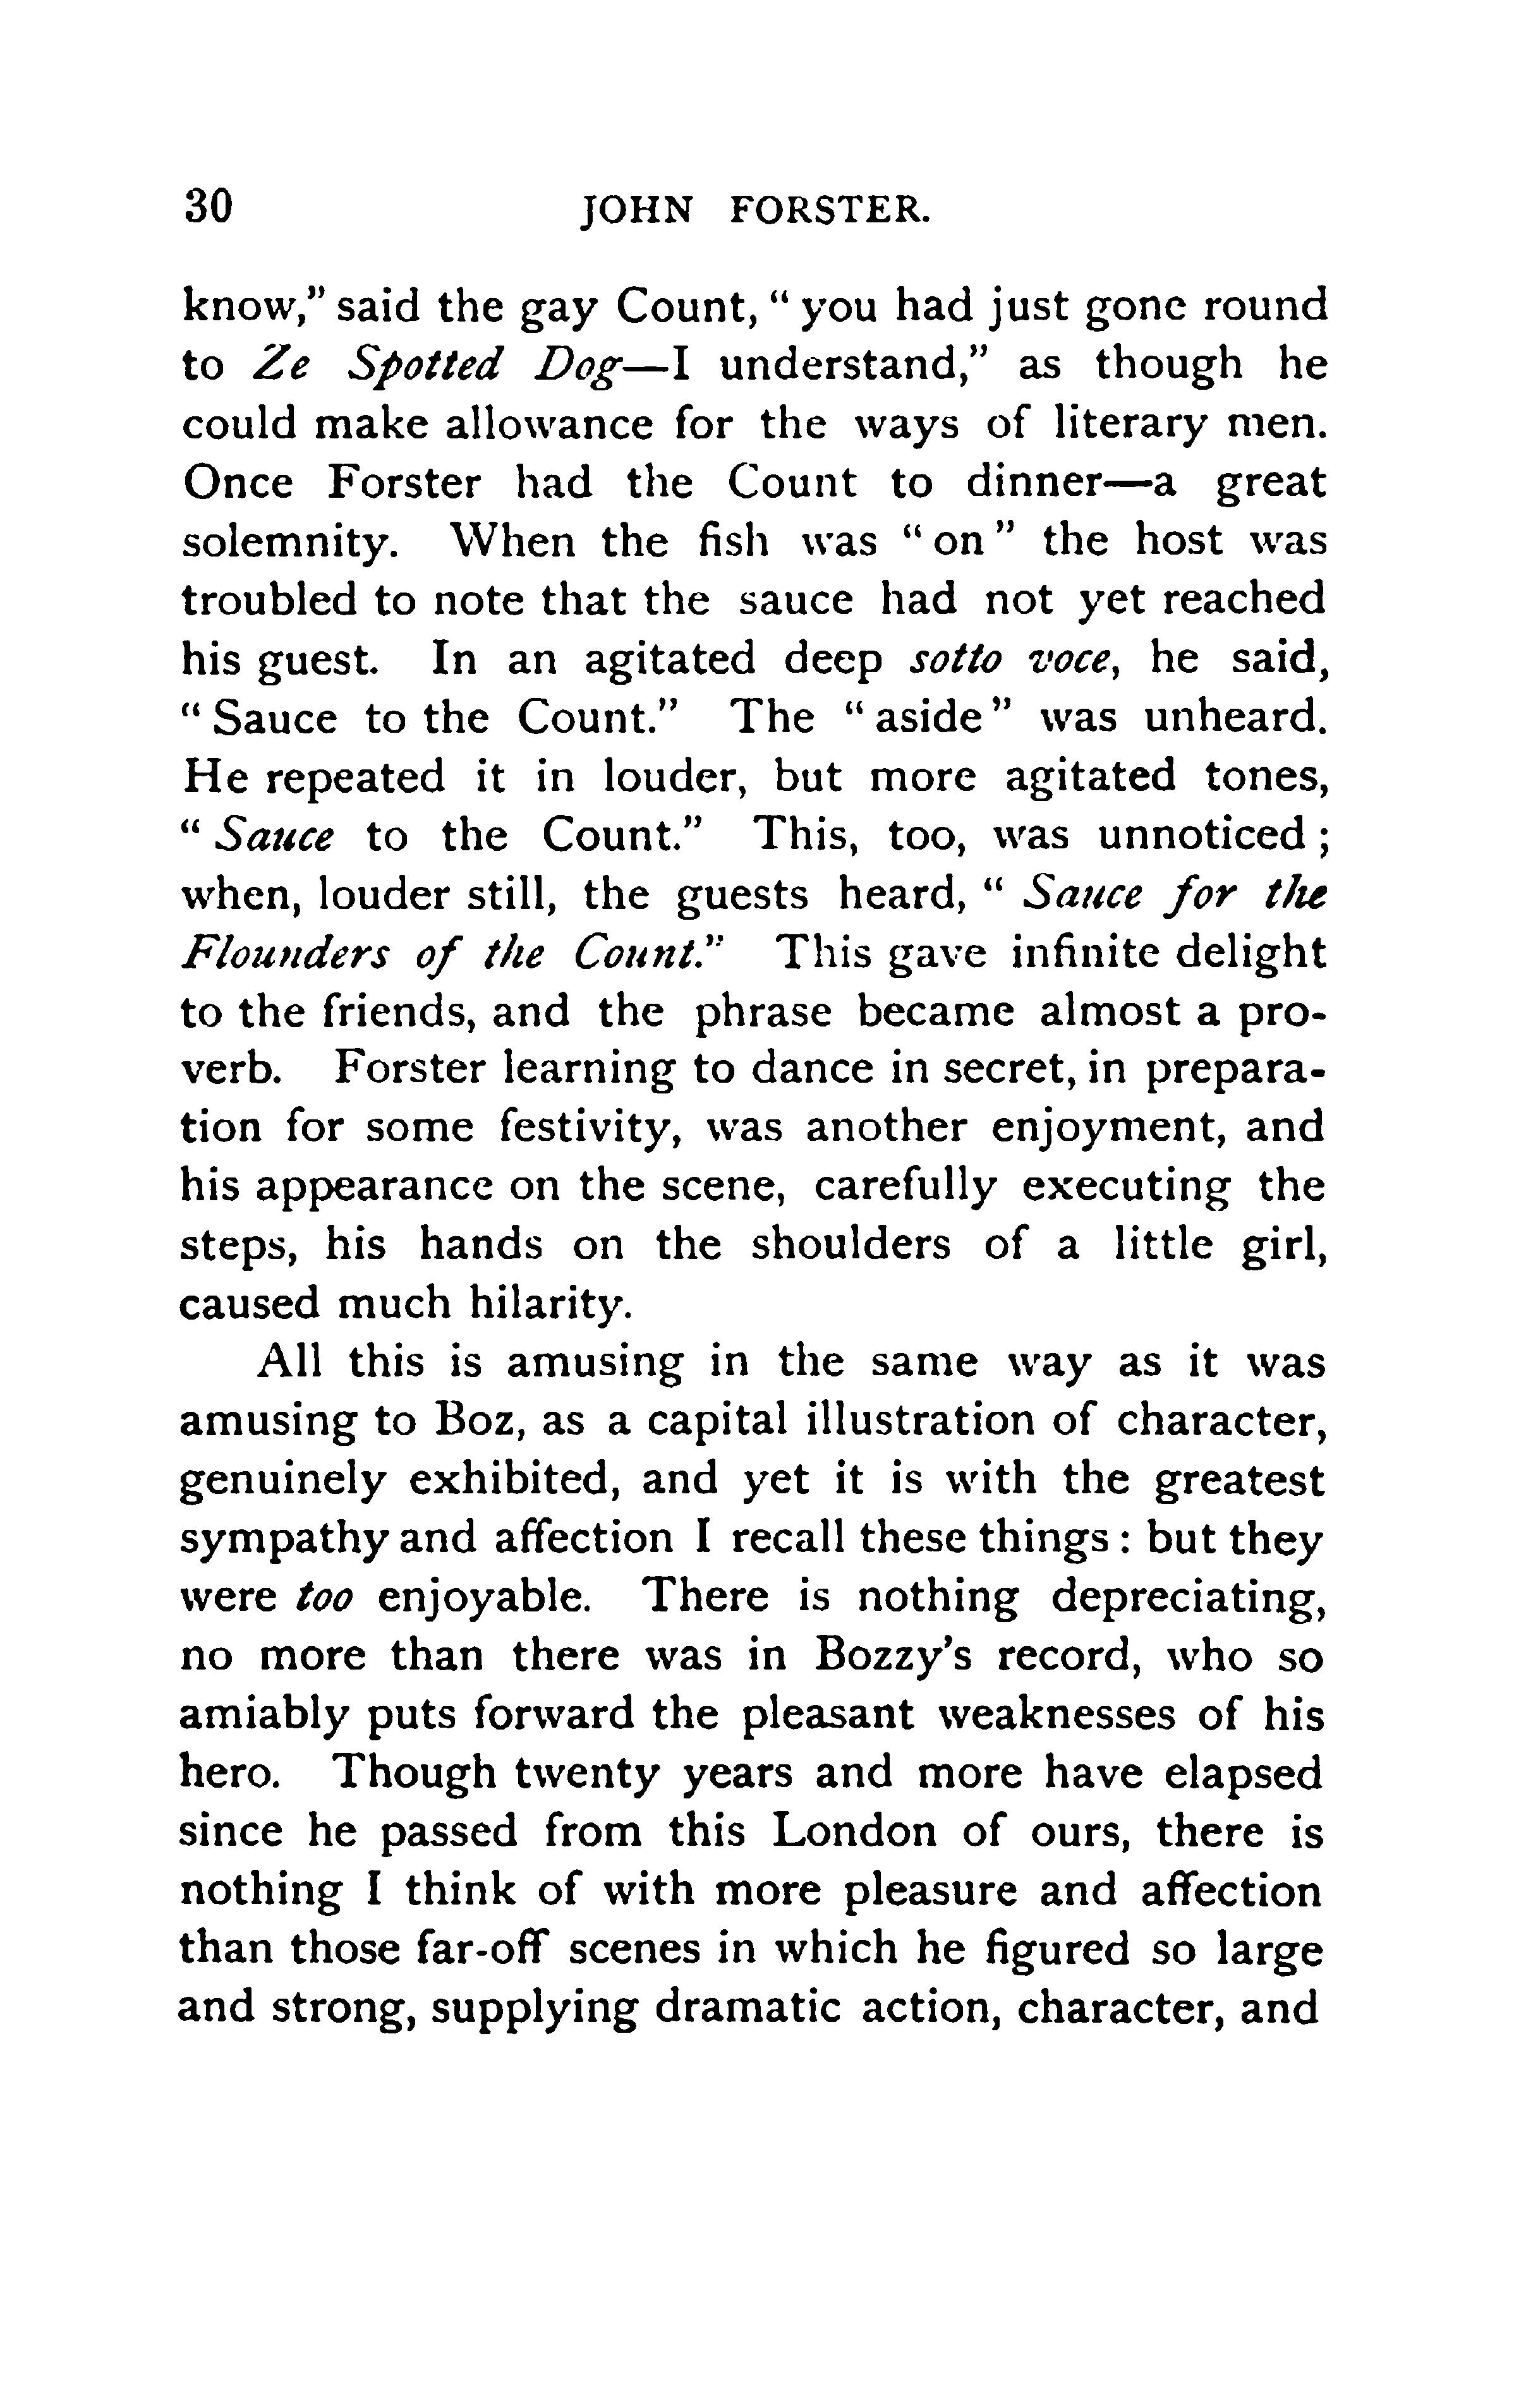 30 JOHN FORSTER.
know,” said the gay Count, “ you had just gone round
to Ze Spotted Dog—I understand,” as though he
could make allowance for the ways of literary men.
Once Forster had the Count to dinner—a great
solemnity. When the fish was “ on ” the host was
troubled to note that the sauce had not yet reached
his guest. In an agitated deep sotto voce, he said,
“ Sauce to the Count.” The “ aside” was unheard.
He repeated it in louder, but more agitated tones,
“ Sauce to the Count.” This, too, was unnoticed ;
when, louder still, the guests heard, “ Sauce for the
Flounders of the Count.” This gave infinite delight
to the friends, and the phrase became almost a pro-
verb. Forster learning to dance in secret, in prepara-
tion for some festivity, was another enjoyment, and
his appearance on the scene, carefully executing the
steps, his hands on the shoulders of a little girl,
caused much hilarity.
All this is amusing in the same way as it was
amusing to Boz, as a capital illustration of character,
genuinely exhibited, and yet it is with the greatest
sympathy and affection I recall these things : but they
were too enjoyable. There is nothing depreciating,
no more than there was in Bozzy’s record, who so
amiably puts forward the pleasant weaknesses of his
hero. Though twenty years and more have elapsed
since he passed from this London of ours, there is
nothing I think of with more pleasure and affection
than those far-off scenes in which he figured so large
and strong, supplying dramatic action, character, and